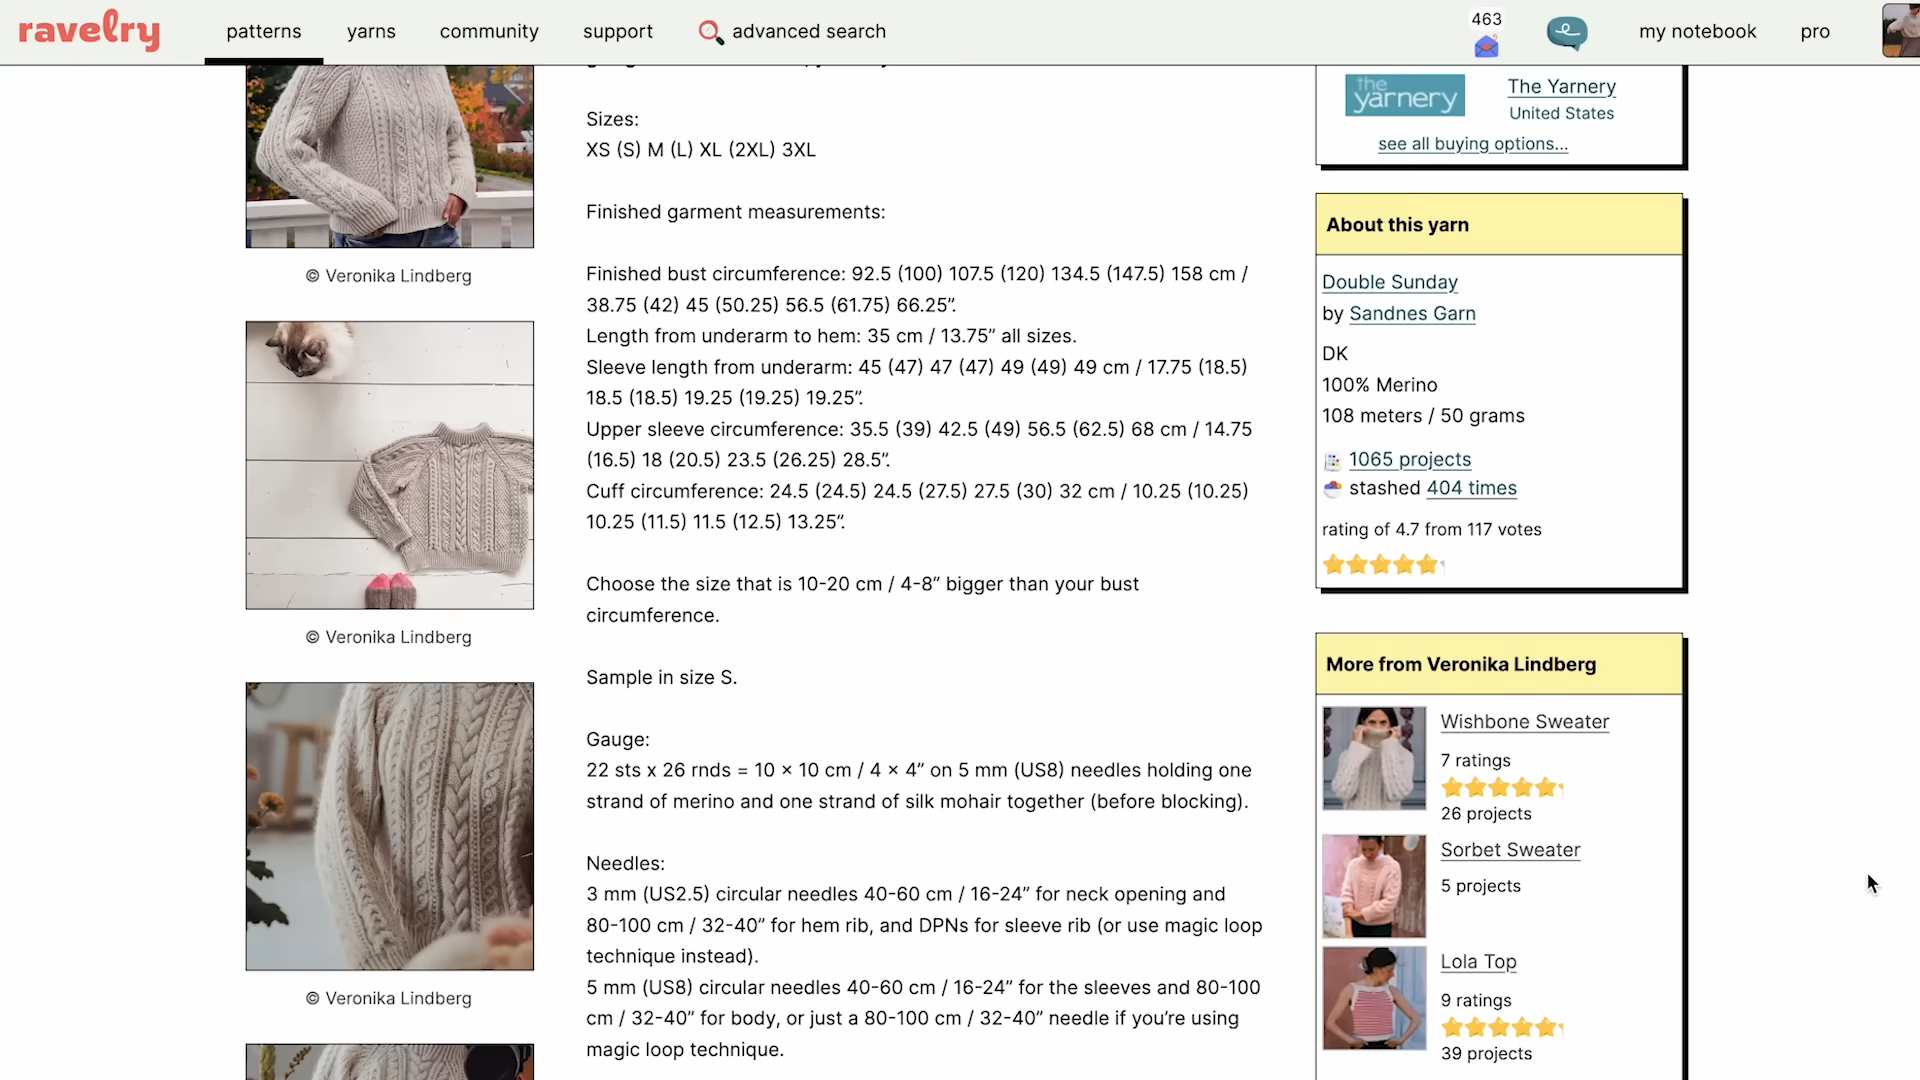 ravelry
patterns
yarns
community
support
advanced search
463
my notebook
pro
Sizes:
XS (S) M (L) XL (2XL) 3XL
Finished garment measurements:
Finished bust circumference: 92.5 (100) 107.5 (120) 134.5 (147.5) 158 cm /
38.75 (42) 45 (50.25) 56.5 (61.75) 66.25”.
Length from underarm to hem: 35 cm / 13.75” all sizes.
Sleeve length from underarm: 45 (47) 47 (47) 49 (49) 49 cm / 17.75 (18.5)
18.5 (18.5) 19.25 (19.25) 19.25”.
Upper sleeve circumference: 35.5 (39) 42.5 (49) 56.5 (62.5) 68 cm / 14.75
(16.5) 18 (20.5) 23.5 (26.25) 28.5”.
Cuff circumference: 24.5 (24.5) 24.5 (27.5) 27.5 (30) 32 cm / 10.25 (10.25)
10.25 (11.5) 11.5 (12.5) 13.25”.
Choose the size that is 10-20 cm / 4-8” bigger than your bust
circumference.
Sample in size S.
Gauge:
22 sts x 26 rnds = 10 × 10 cm / 4 × 4” on 5 mm (US8) needles holding one
strand of merino and one strand of silk mohair together (before blocking).
Needles:
3 mm (US2.5) circular needles 40-60 cm / 16-24” for neck opening and
80-100 cm / 32-40” for hem rib, and DPNs for sleeve rib (or use magic loop
technique instead).
5 mm (US8) circular needles 40-60 cm / 16-24” for the sleeves and 80-100
cm / 32-40” for body, or just a 80-100 cm / 32-40” needle if you’re using
magic loop technique.
© Veronika Lindberg
© Veronika Lindberg
© Veronika Lindberg
the
yarnery
The Yarnery
United States
see all buying options...
About this yarn
Double Sunday
by Sandnes Garn
DK
100% Merino
108 meters / 50 grams
1065 projects
stashed 404 times
rating of 4.7 from 117 votes
More from Veronika Lindberg
Wishbone Sweater
7 ratings
26 projects
Sorbet Sweater
5 projects
Lola Top
9 ratings
39 projects